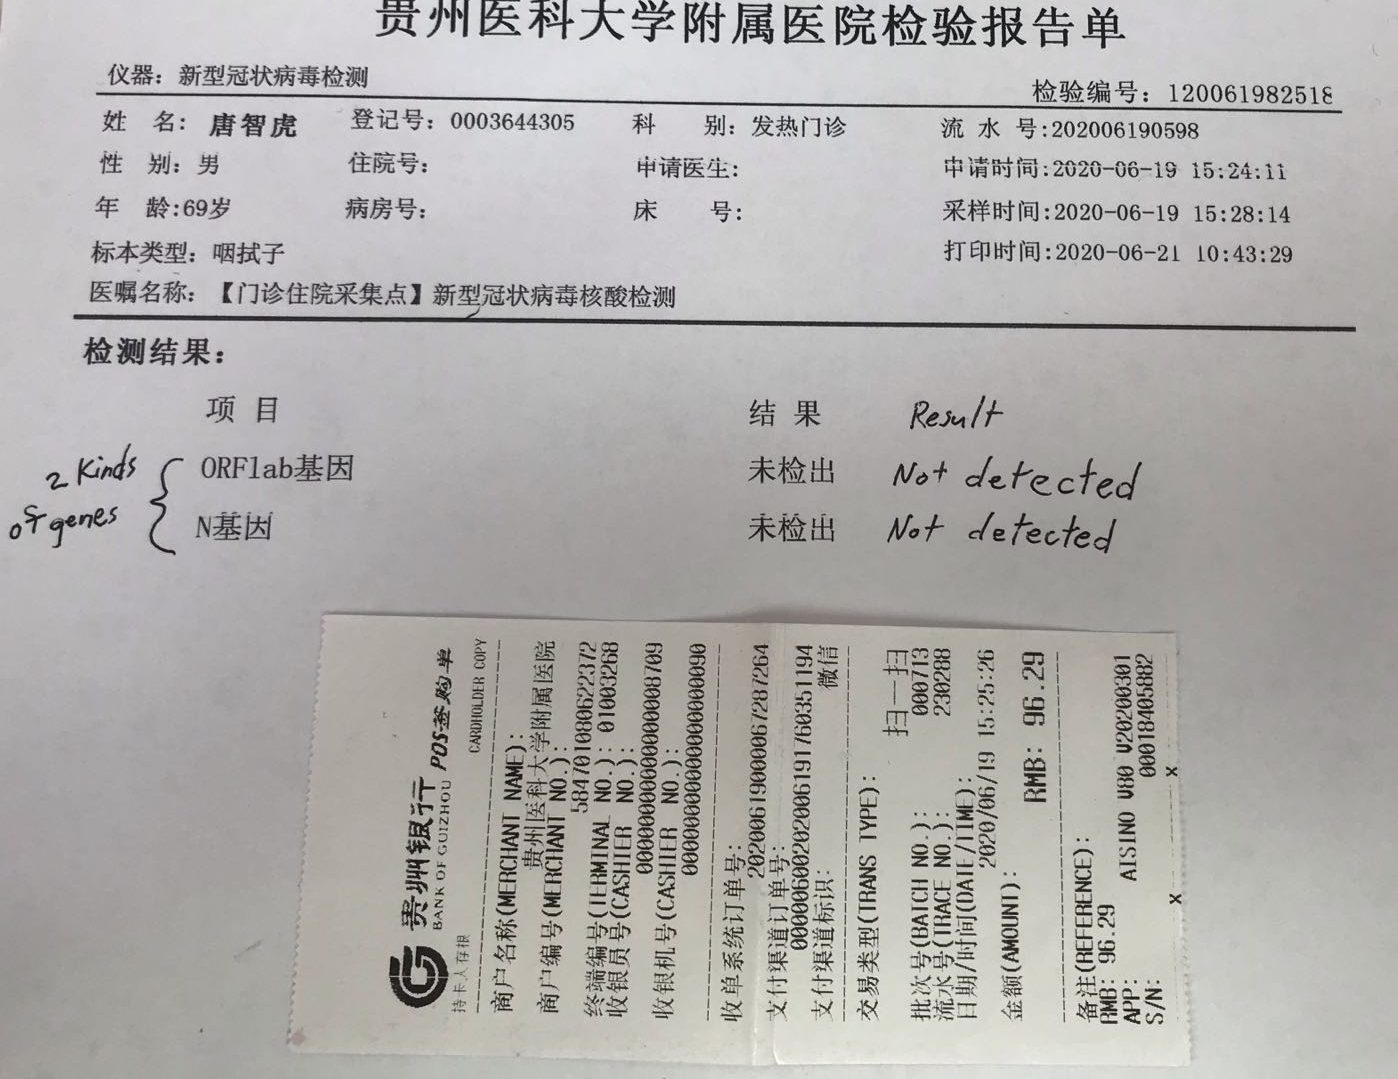 贵州医科大学附属医院检验报告单
仪器: 新型冠状病毒检测
检验编号: 120061982518
姓 名: 唐智虎 登记号: 0003644305 科 别: 发热门诊 流 水 号:202006190598
性 别: 男 住院号: 申请医生: 申请时间:2020-06-19 15:24:11
年 龄:69岁 病房号: 床 号: 采样时间:2020-06-19 15:28:14
标本类型: 咽拭子 打印时间:2020-06-21 10:43:29
医嘱名称: 【门诊住院采集点】新型冠状病毒核酸检测
检测结果:
项 目 结 果 Result
2 Kinds of genes
ORFlab基因 未检出 Not detected
N基因 未检出 Not detected
贵州银行 POS签购单
BANK OF GUIZHOU
持卡人存根 CARDHOLDER COPY
商户名称(MERCHANT NAME):
贵州医科大学附属医院
商户编号(MERCHANT NO.):
584701080622372
终端编号(TERMINAL NO.): 01003268
收银员号(CASHIER NO.):
0000000000000008709
收银机号(CASHIER NO.):
0000000000000000090
收单系统订单号:
2020061900006728​7264
支付渠道订单号:
0000060020200619176035​1194
支付渠道标识: 微信
交易类型(TRANS TYPE):
扫一扫
批次号(BATCH NO.): 000713
流水号(TRACE NO.): 230288
日期/时间(DATE/TIME):
2020/06/19 15:25:26
金额(AMOUNT):
RMB: 96.29
备注(REFERENCE):
RMB: 96.29
APP: AISINO V80 V20200301
S/N: 0001840588​2
x x